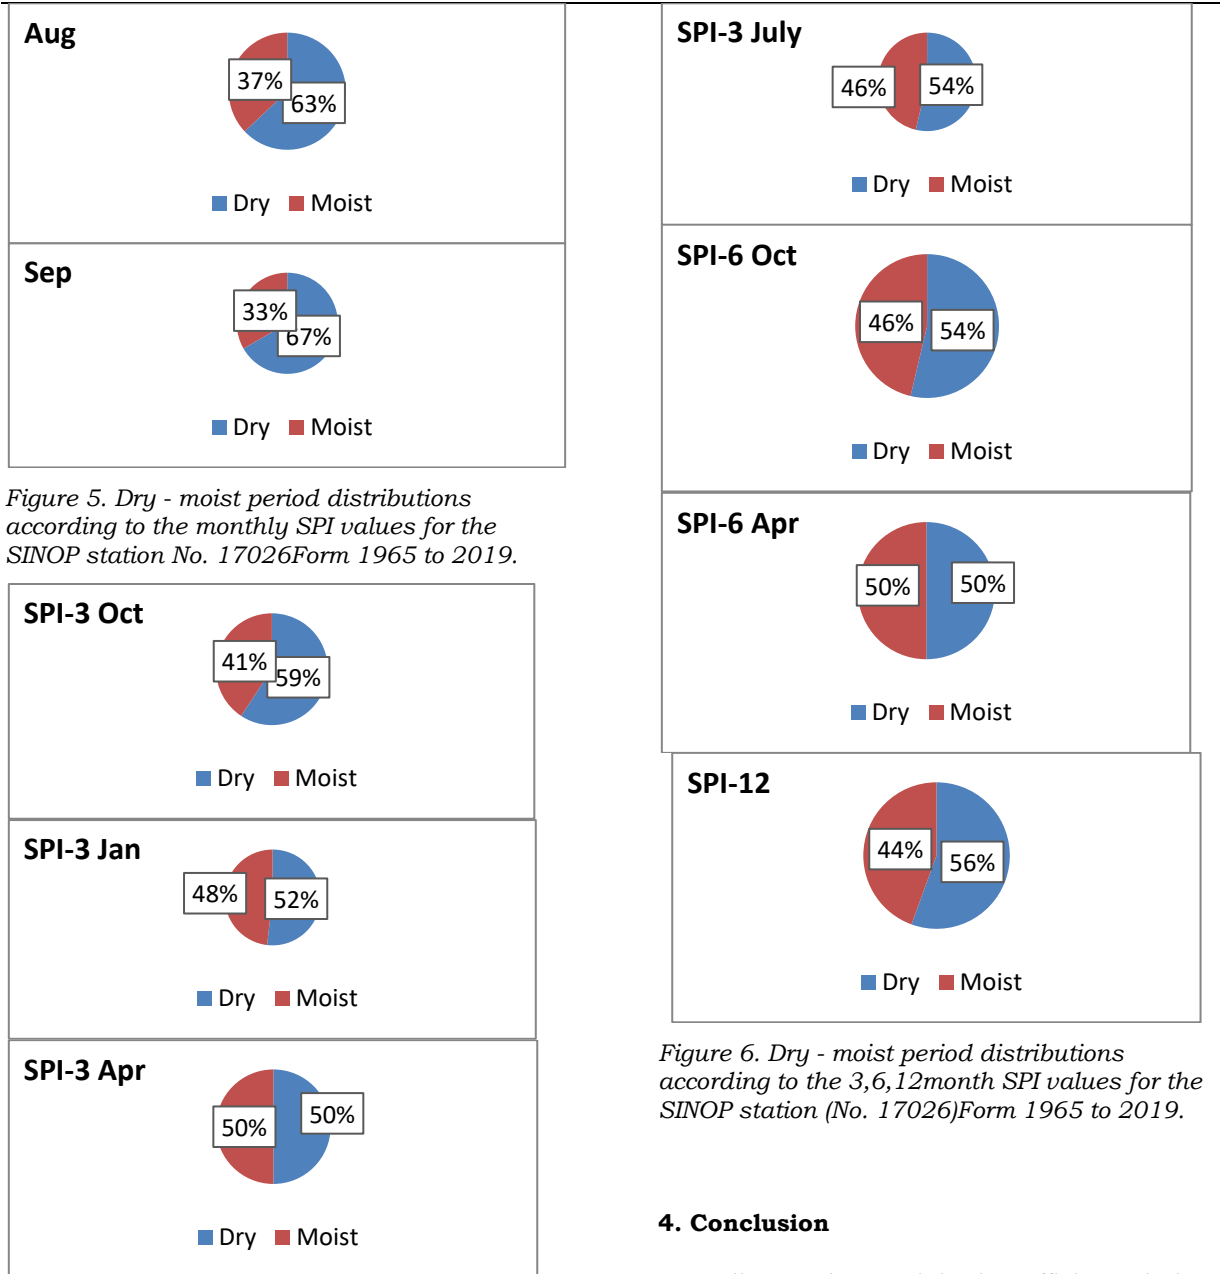 Aug
37%
63%
Dry Moist
Sep
33%
67%
Dry Moist
Figure 5. Dry - moist period distributions
according to the monthly SPI values for the
SINOP station No. 17026Form 1965 to 2019.
SPI-3 Oct
41%
59%
Dry Moist
SPI-3 Jan
48%
52%
Dry Moist
SPI-3 Apr
50%
50%
Dry Moist
SPI-3 July
46%
54%
Dry Moist
SPI-6 Oct
46%
54%
Dry Moist
SPI-6 Apr
50%
50%
Dry Moist
SPI-12
44%
56%
Dry Moist
Figure 6. Dry - moist period distributions
according to the 3,6,12month SPI values for the
SINOP station (No. 17026)Form 1965 to 2019.
4. Conclusion